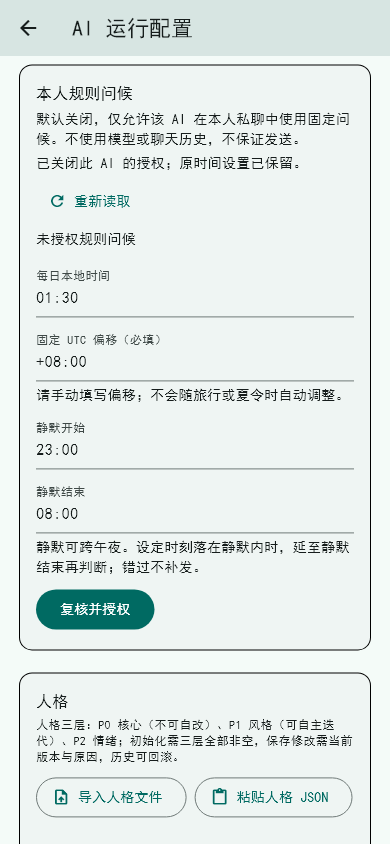 AI 运行配置
本人规则问候
默认关闭，仅允许该 AI 在本人私聊中使用固定问
候。不使用模型或聊天历史，不保证发送。
已关闭此 AI 的授权；原时间设置已保留。
重新读取
未授权规则问候
每日本地时间
01:30
固定 UTC 偏移（必填）
+08:00
请手动填写偏移；不会随旅行或夏令时自动调整。
静默开始
23:00
静默结束
08:00
静默可跨午夜。设定时刻落在静默内时，延至静默
结束再判断；错过不补发。
复核并授权
人格
人格三层：P0 核心（不可自改）、P1 风格（可自主迭
代）、P2 情绪；初始化需三层全部非空，保存修改需当前
版本与原因，历史可回滚。
导入人格文件
粘贴人格 JSON